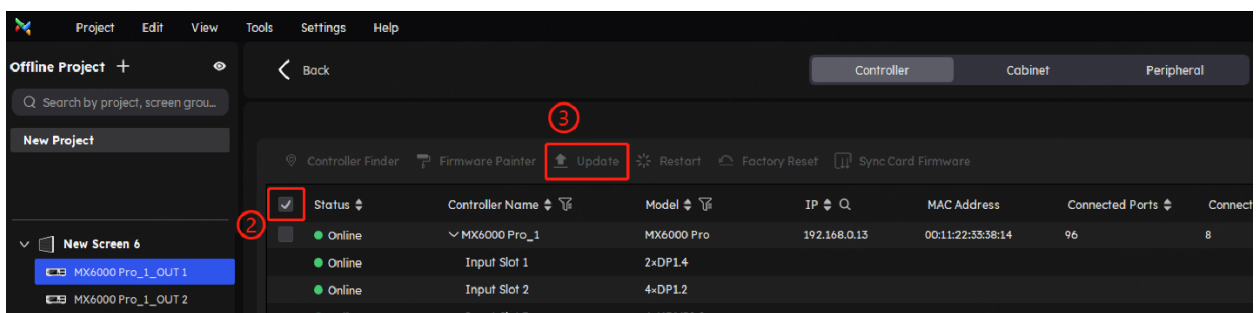 Project Edit View Tools Settings Help
Offline Project +
Back
Controller Cabinet Peripheral
Search by project, screen grou...
New Project
③
Controller Finder Firmware Painter Update Restart Factory Reset Sync Card Firmware
②
Status Controller Name Model IP MAC Address Connected Ports Connect
Online MX6000 Pro_1 MX6000 Pro 192.168.0.13 00:11:22:33:38:14 96 8
New Screen 6
Online Input Slot 1 2×DP1.4
MX6000 Pro_1_OUT 1
Online Input Slot 2 4×DP1.2
MX6000 Pro_1_OUT 2